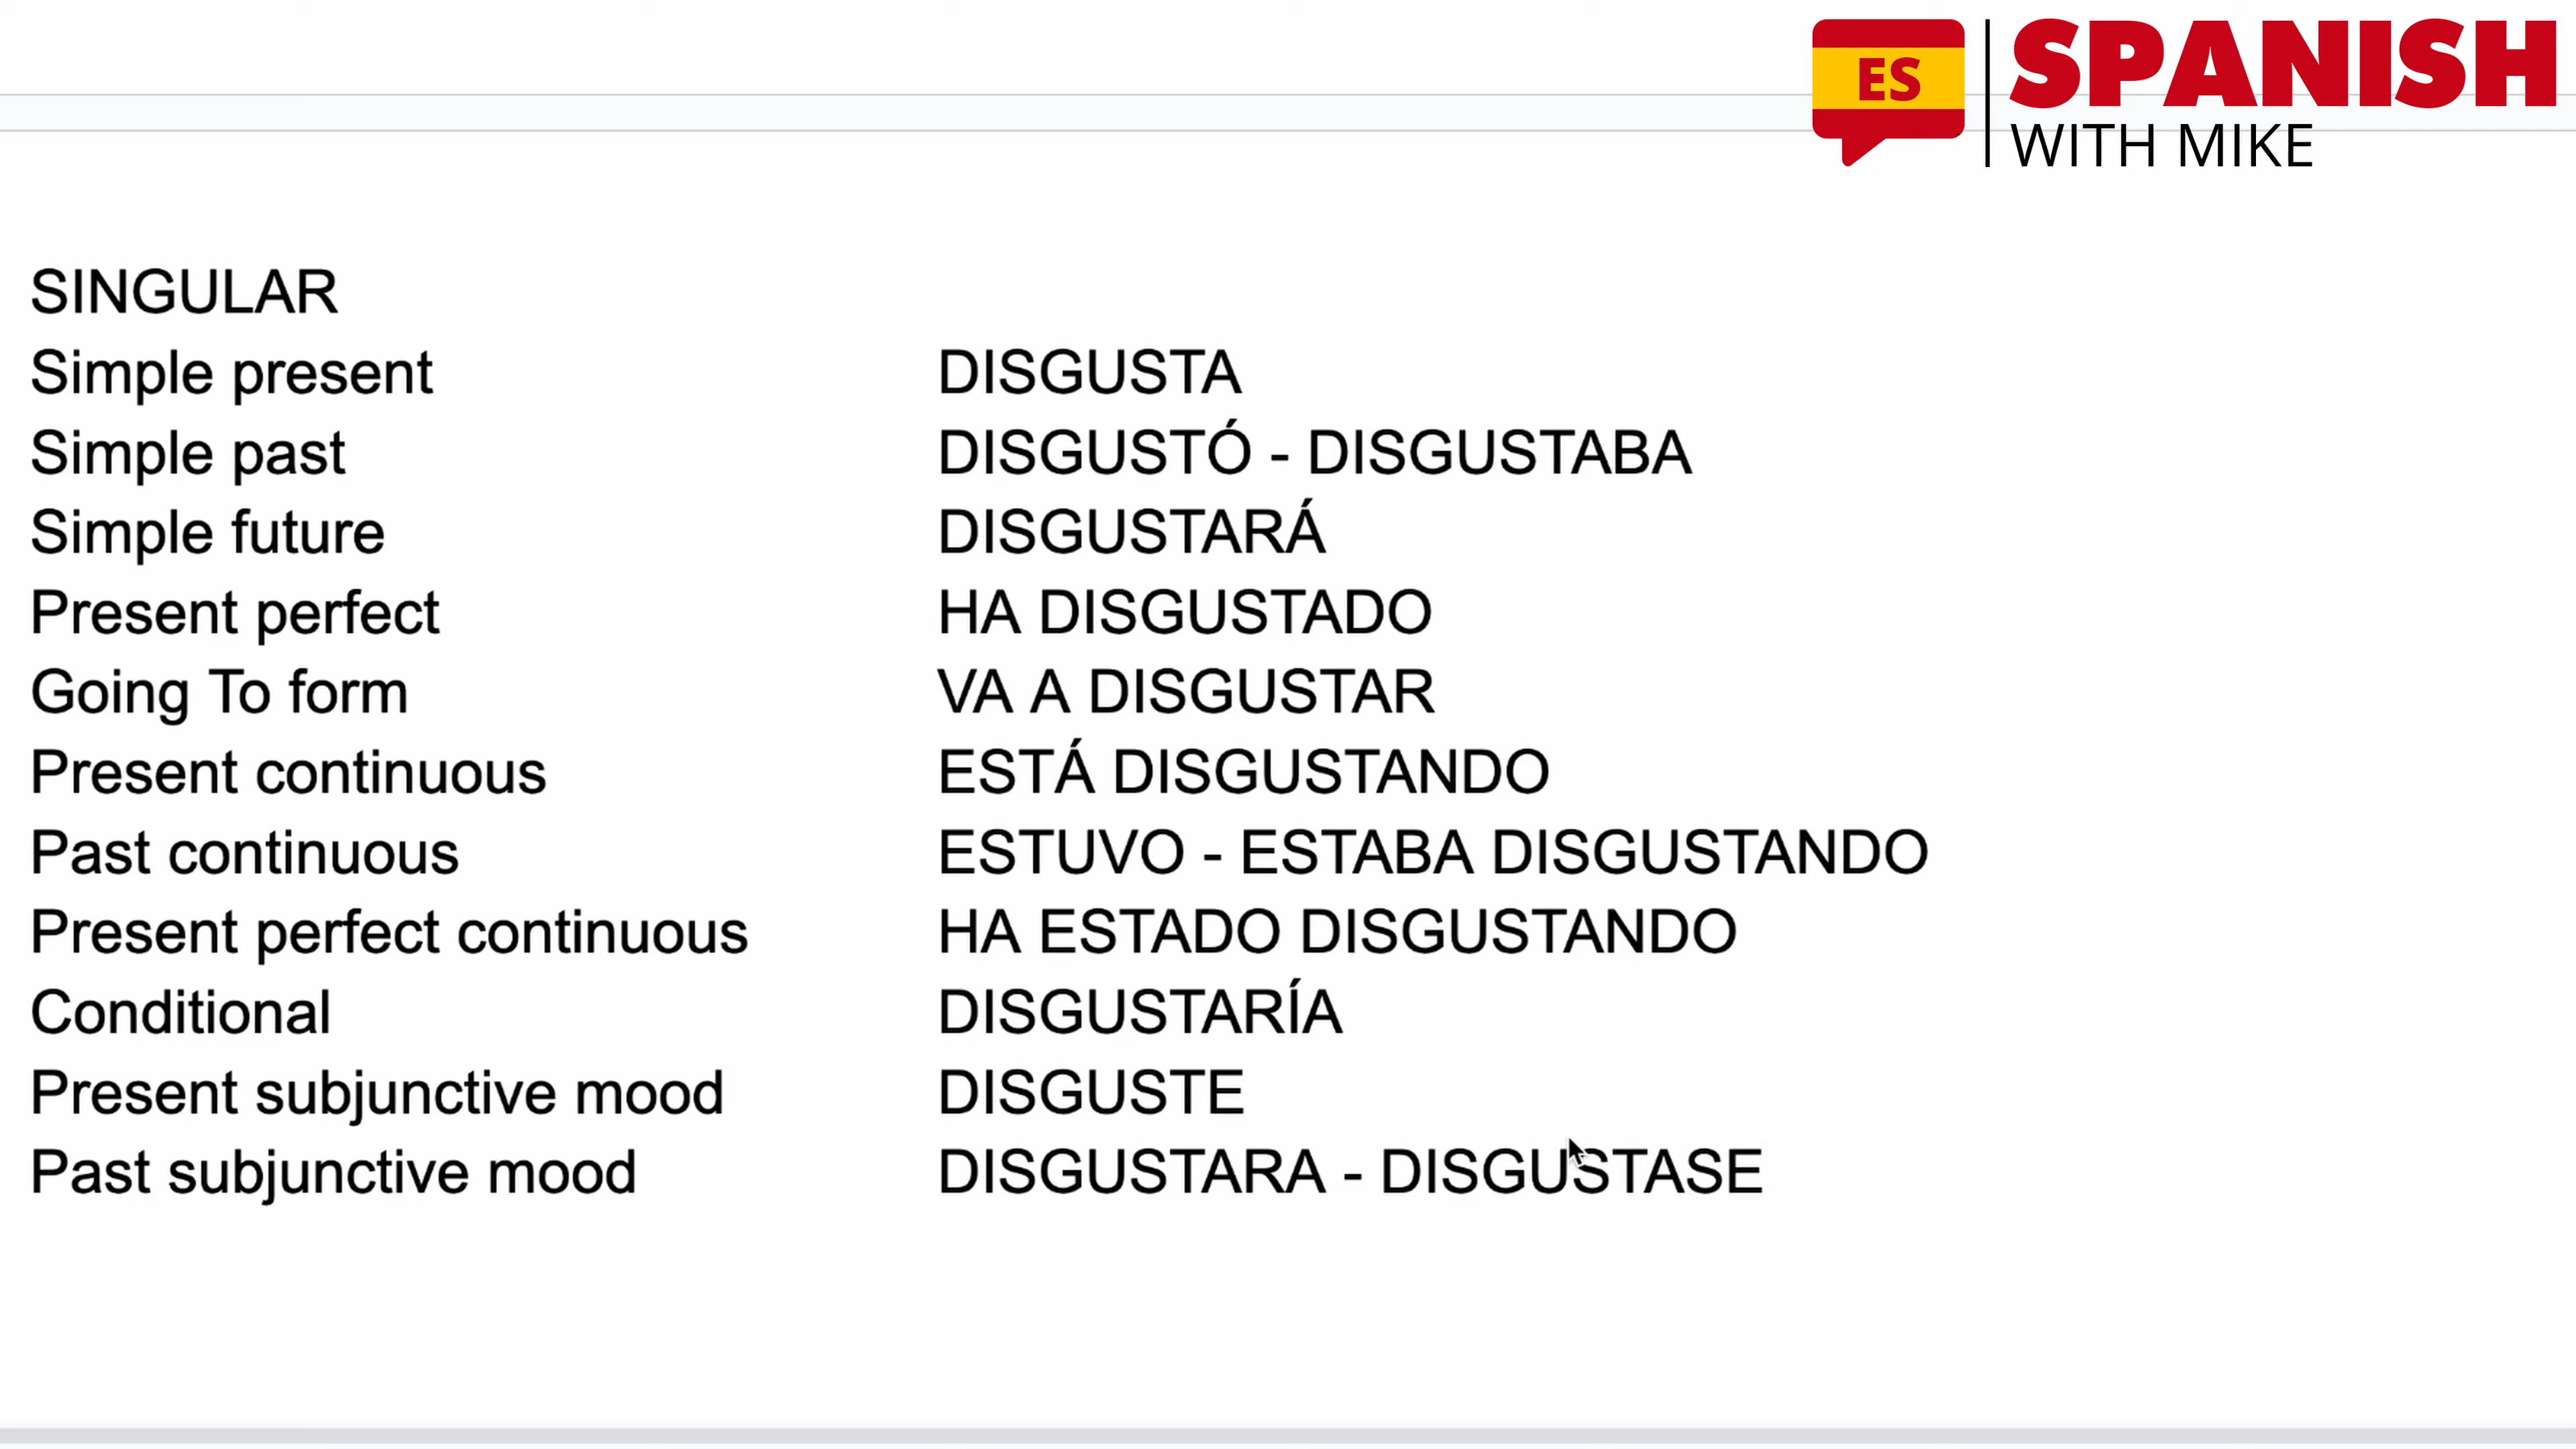 ES
SPANISH
WITH MIKE
SINGULAR
Simple present DISGUSTA
Simple past DISGUSTÓ - DISGUSTABA
Simple future DISGUSTARÁ
Present perfect HA DISGUSTADO
Going To form VA A DISGUSTAR
Present continuous ESTÁ DISGUSTANDO
Past continuous ESTUVO - ESTABA DISGUSTANDO
Present perfect continuous HA ESTADO DISGUSTANDO
Conditional DISGUSTARÍA
Present subjunctive mood DISGUSTE
Past subjunctive mood DISGUSTARA - DISGUSTASE